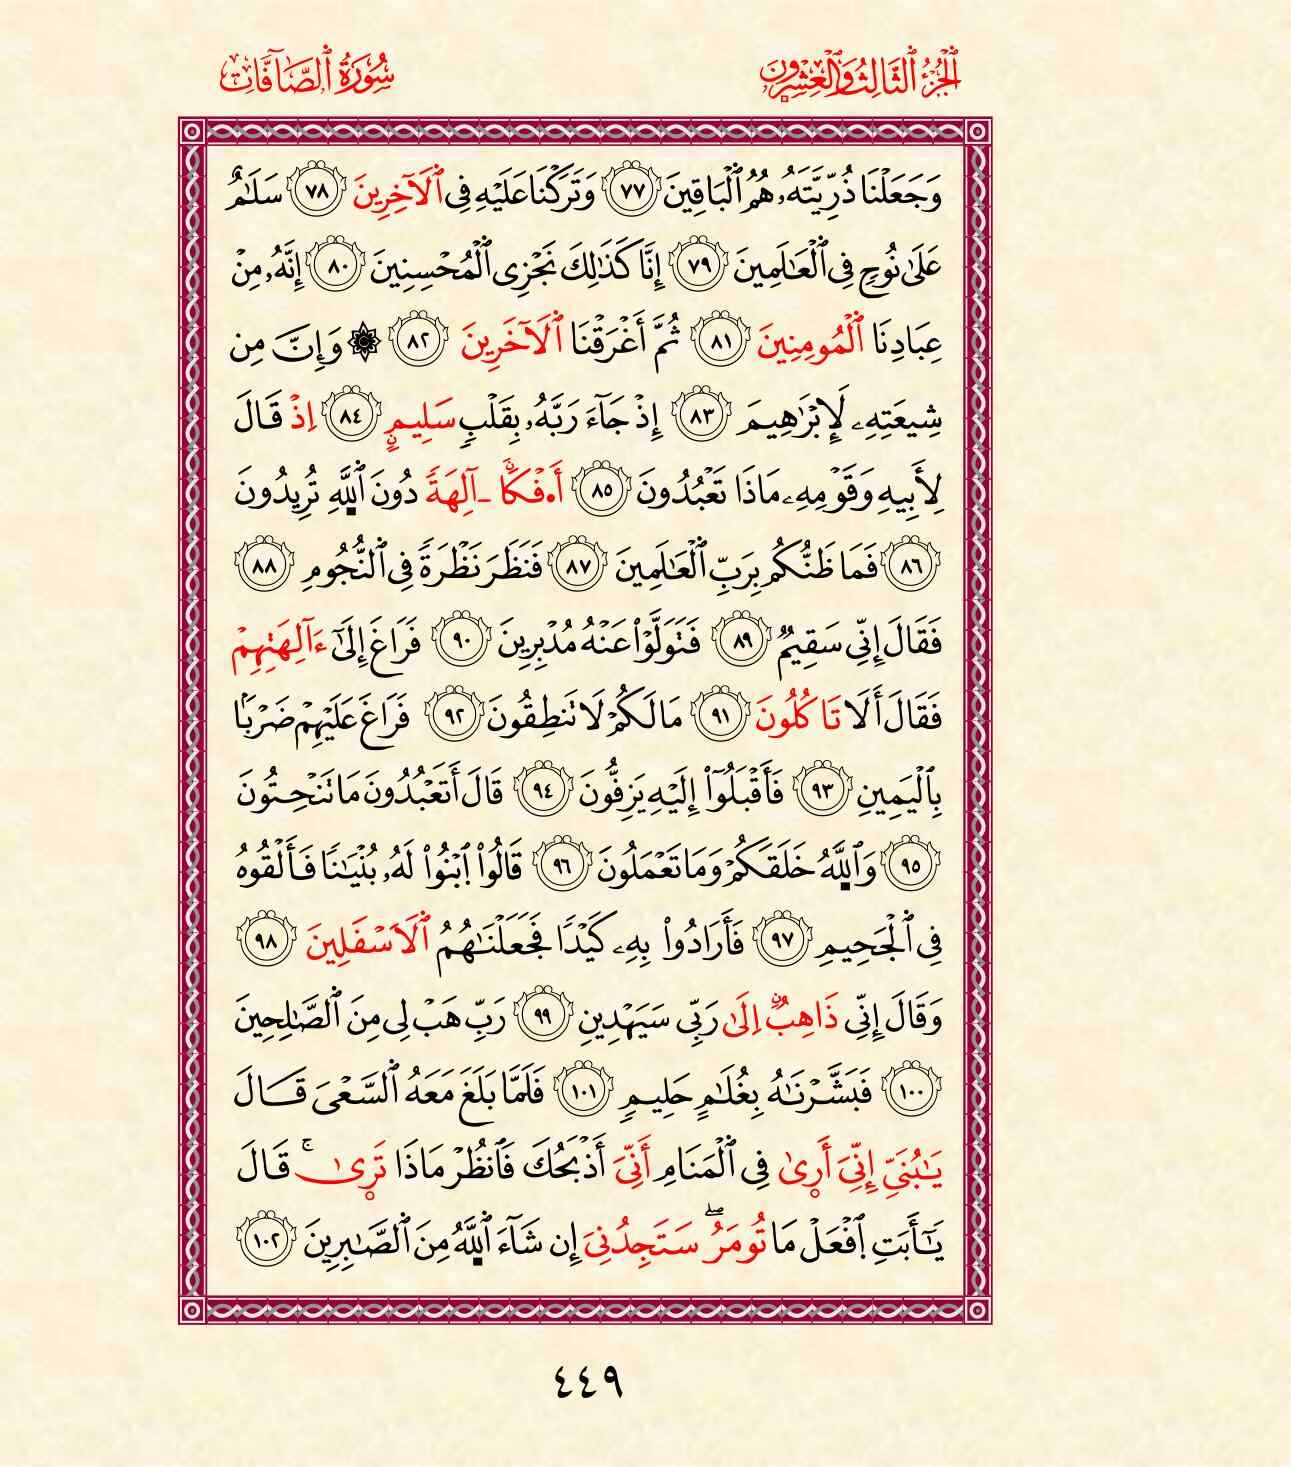 ٱلْجُزْءُ ٱلثَّالِثُ وَٱلْعِشْرِونَ
سُورَةُ ٱلصَّآفَّاتِ
وَجَعَلْنَا ذُرِّيَّتَهُۥ هُمُ ٱلْبَاقِينَ ٧٧ وَتَرَكْنَا عَلَيْهِ فِى ٱلَاخِرِينَ ٧٨ سَلَٰمٌ
عَلَىٰ نُوحٍ فِى ٱلْعَٰلَمِينَ ٧٩ إِنَّا كَذَٰلِكَ نَجْزِى ٱلْمُحْسِنِينَ ٨٠ إِنَّهُۥ مِنْ
عِبَادِنَا ٱلْمُومِنِينَ ٨١ ثُمَّ أَغْرَقْنَا ٱلَاخَرِينَ ٨٢ ۞ وَإِنَّ مِن
شِيعَتِهِۦ لَإِبْرَٰهِيمَ ٨٣ إِذْ جَآءَ رَبَّهُۥ بِقَلْبٍ سَلِيمٍ ٨٤ اِذْ قَالَ
لِأَبِيهِ وَقَوْمِهِۦ مَاذَا تَعْبُدُونَ ٨٥ أَٰ۬فْكًا ـَالِهَةً دُونَ ٱللَّهِ تُرِيدُونَ
٨٦ فَمَا ظَنُّكُم بِرَبِّ ٱلْعَٰلَمِينَ ٨٧ فَنَظَرَ نَظْرَةً فِى ٱلنُّجُومِ ٨٨
فَقَالَ إِنِّى سَقِيمٌ ٨٩ فَتَوَلَّوْا۟ عَنْهُ مُدْبِرِينَ ٩٠ فَرَاغَ إِلَىٰٓ ءَالِهَتِهِمْ
فَقَالَ أَلَا تَاكُلُونَ ٩١ مَا لَكُمْ لَا تَنطِقُونَ ٩٢ فَرَاغَ عَلَيْهِمْ ضَرْبًۢا
بِٱلْيَمِينِ ٩٣ فَأَقْبَلُوٓا۟ إِلَيْهِ يَزِفُّونَ ٩٤ قَالَ أَتَعْبُدُونَ مَا تَنْحِتُونَ
٩٥ وَٱللَّهُ خَلَقَكُمْ وَمَا تَعْمَلُونَ ٩٦ قَالُوا۟ ٱبْنُوا۟ لَهُۥ بُنْيَٰنًا فَأَلْقُوهُ
فِى ٱلْجَحِيمِ ٩٧ فَأَرَادُوا۟ بِهِۦ كَيْدًا فَجَعَلْنَٰهُمُ ٱلَاسْفَلِينَ ٩٨
وَقَالَ إِنِّى ذَاهِبٌ اِلَىٰ رَبِّى سَيَهْدِينِ ٩٩ رَبِّ هَبْ لِى مِنَ ٱلصَّٰلِحِينَ
١٠٠ فَبَشَّرْنَٰهُ بِغُلَٰمٍ حَلِيمٍ ١٠١ فَلَمَّا بَلَغَ مَعَهُ ٱلسَّعْىَ قَالَ
يَٰبُنَىِّ إِنِّىَ أَرٜىٰ فِى ٱلْمَنَامِ أَنِّىَ أَذْبَحُكَ فَٱنظُرْ مَاذَا تَرٜىٰ ۚ قَالَ
يَٰٓأَبَتِ ٱفْعَلْ مَا تُومَرُ ۖ سَتَجِدُنِىَ إِن شَآءَ ٱللَّهُ مِنَ ٱلصَّٰبِرِينَ ١٠٢
٤٤٩